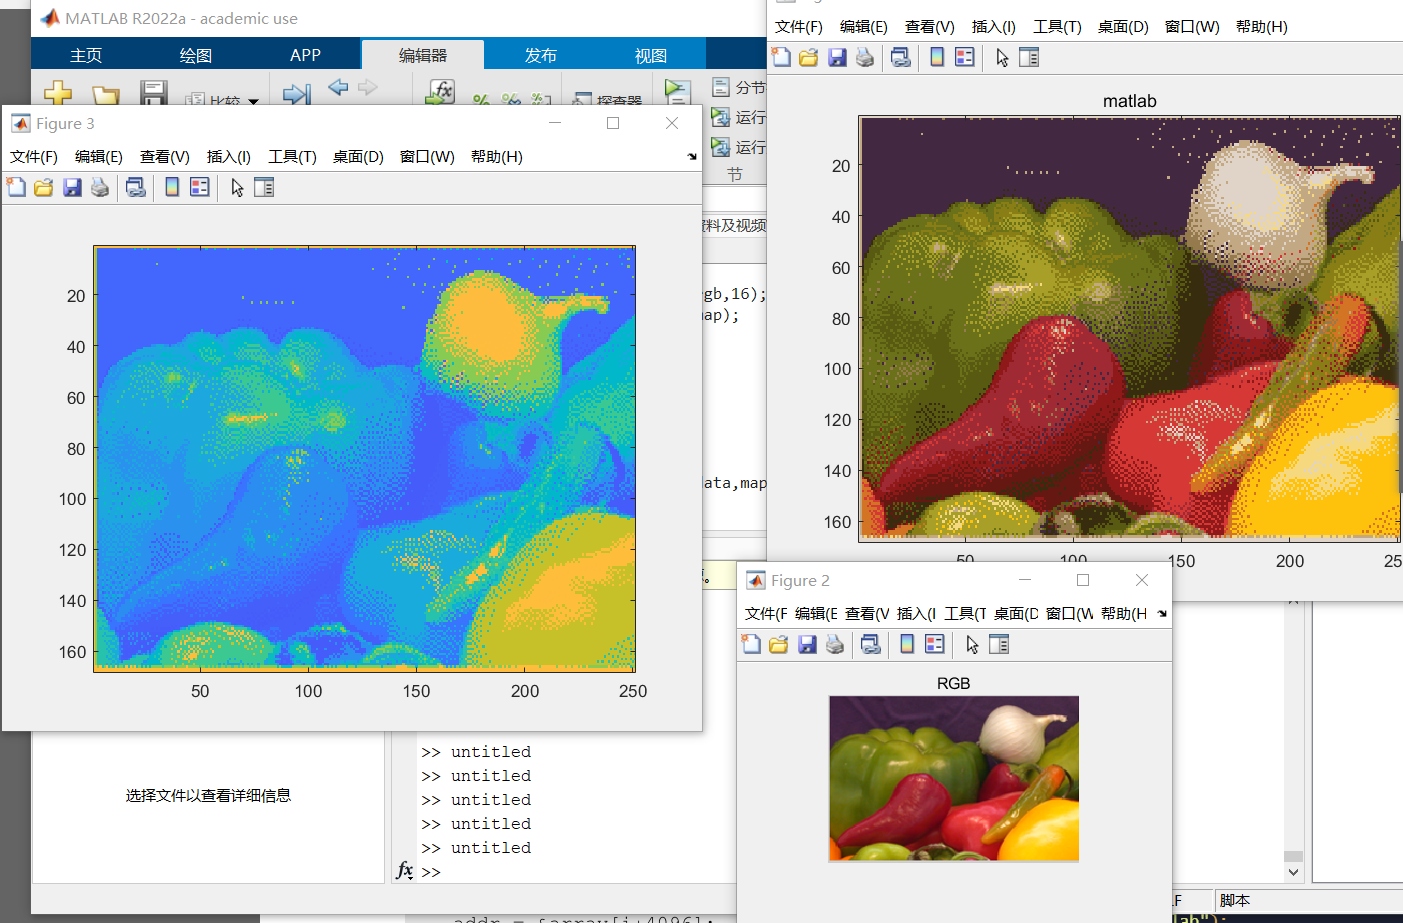 MATLAB R2022a - academic use
主页 绘图 APP 编辑器 发布 视图
比较
探查器
分节
运行
运行
节
资料及视频
gb,16);
ap);
ata,map
Figure 3
文件(F) 编辑(E) 查看(V) 插入(I) 工具(T) 桌面(D) 窗口(W) 帮助(H)
20
40
60
80
100
120
140
160
50 100 150 200 250
文件(F) 编辑(E) 查看(V) 插入(I) 工具(T) 桌面(D) 窗口(W) 帮助(H)
matlab
20
40
60
80
100
120
140
160
50 100 150 200 25
Figure 2
文件(F 编辑(E 查看(V 插入(I 工具(T 桌面(D 窗口(W 帮助(H
RGB
选择文件以查看详细信息
>> untitled
>> untitled
>> untitled
>> untitled
>> untitled
fx >>
LF 脚本
addr = &array[i+4096];
lab");